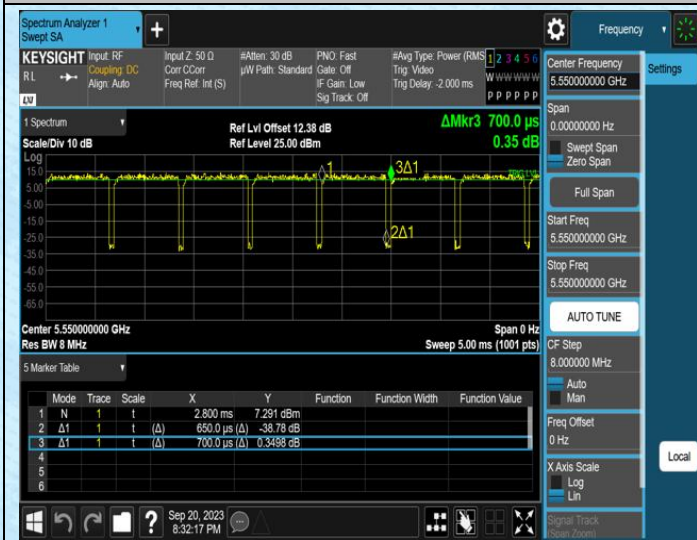 Spectrum Analyzer 1
Swept SA
Frequency
KEYSIGHT
RL
Input: RF
Coupling: DC
Align: Auto
Input Z: 50 Ω
Corr CCorr
Freq Ref: Int (S)
#Atten: 30 dB
µW Path: Standard
PNO: Fast
Gate: Off
IF Gain: Low
Sig Track: Off
#Avg Type: Power (RMS
Trig: Video
Trig Delay: -2.000 ms
1 2 3 4 5 6
W W W W W W
P P P P P P
1 Spectrum
Scale/Div 10 dB
Ref Lvl Offset 12.38 dB
Ref Level 25.00 dBm
ΔMkr3 700.0 µs
0.35 dB
Log
15.0
5.00
-5.00
-15.0
-25.0
-35.0
-45.0
-55.0
-65.0
1
3Δ1
2Δ1
Center 5.550000000 GHz
Res BW 8 MHz
Span 0 Hz
Sweep 5.00 ms (1001 pts)
5 Marker Table
Mode Trace Scale X Y Function Function Width Function Value
1 N 1 t 2.800 ms 7.291 dBm
2 Δ1 1 t (Δ) 650.0 µs (Δ) -38.78 dB
3 Δ1 1 t (Δ) 700.0 µs (Δ) 0.3498 dB
4
5
6
Sep 20, 2023
8:32:17 PM
Center Frequency
5.550000000 GHz
Settings
Span
0.00000000 Hz
Swept Span
Zero Span
Full Span
Start Freq
5.550000000 GHz
Stop Freq
5.550000000 GHz
AUTO TUNE
CF Step
8.000000 MHz
Auto
Man
Freq Offset
0 Hz
X Axis Scale
Log
Lin
Signal Track
(Span Zoom)
Local